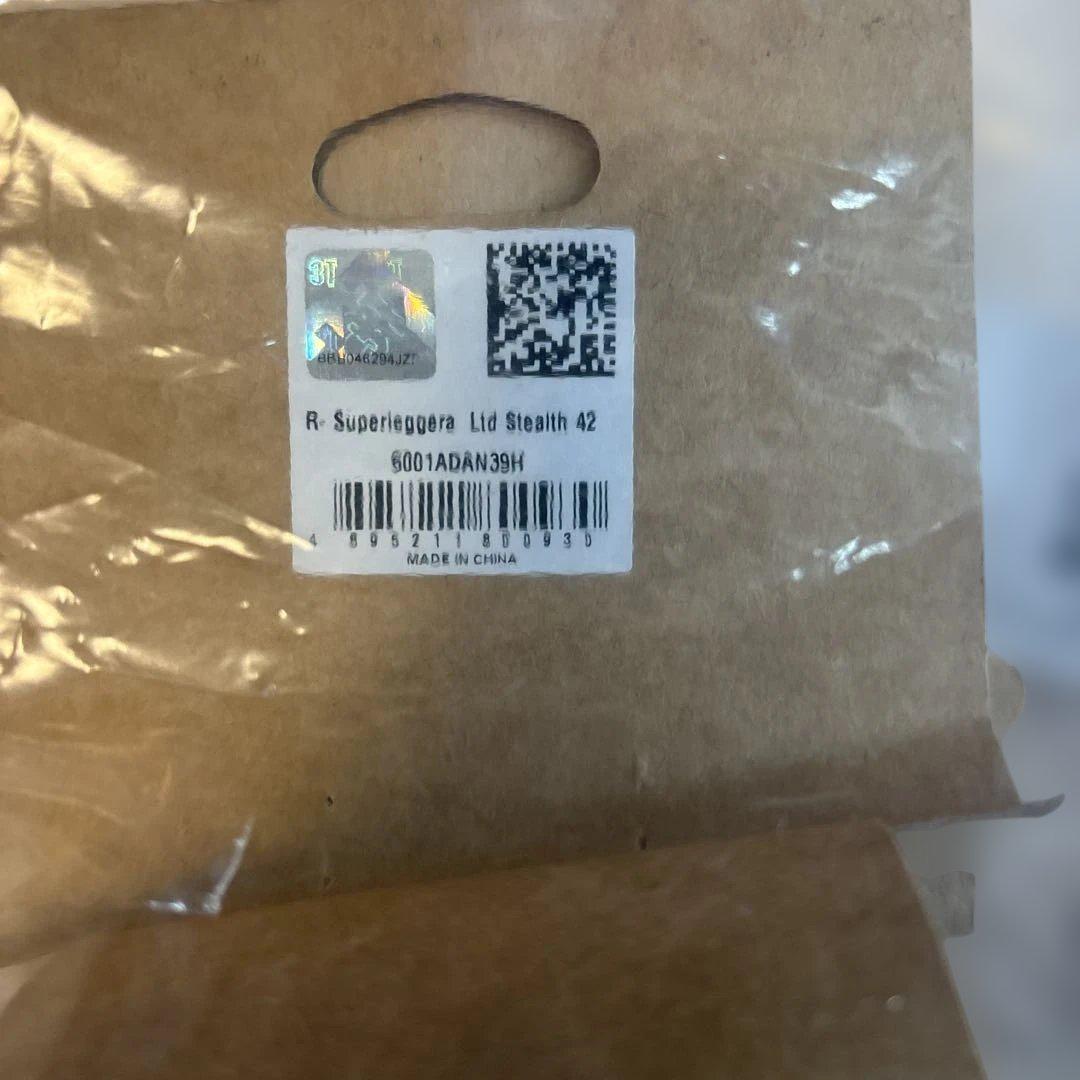 3T
R- Superleggera Ltd Stealth 42
6001ADAN39H
MADE IN CHINA